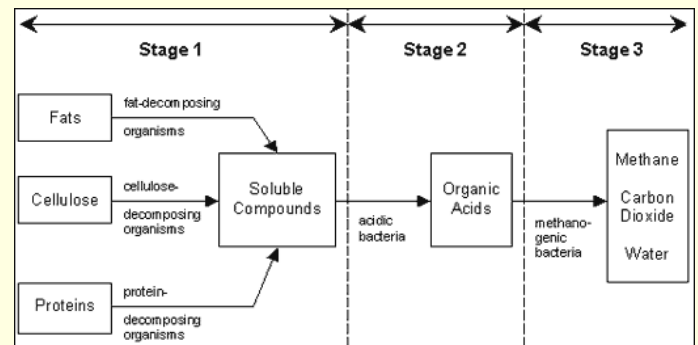 Stage 1
Stage 2
Stage 3
Fats
fat-decomposing
organisms
Cellulose
cellulose-
decomposing
organisms
Proteins
protein-
decomposing
organisms
Soluble
Compounds
acidic
bacteria
Organic
Acids
methano-
genic
bacteria
Methane
Carbon
Dioxide
Water